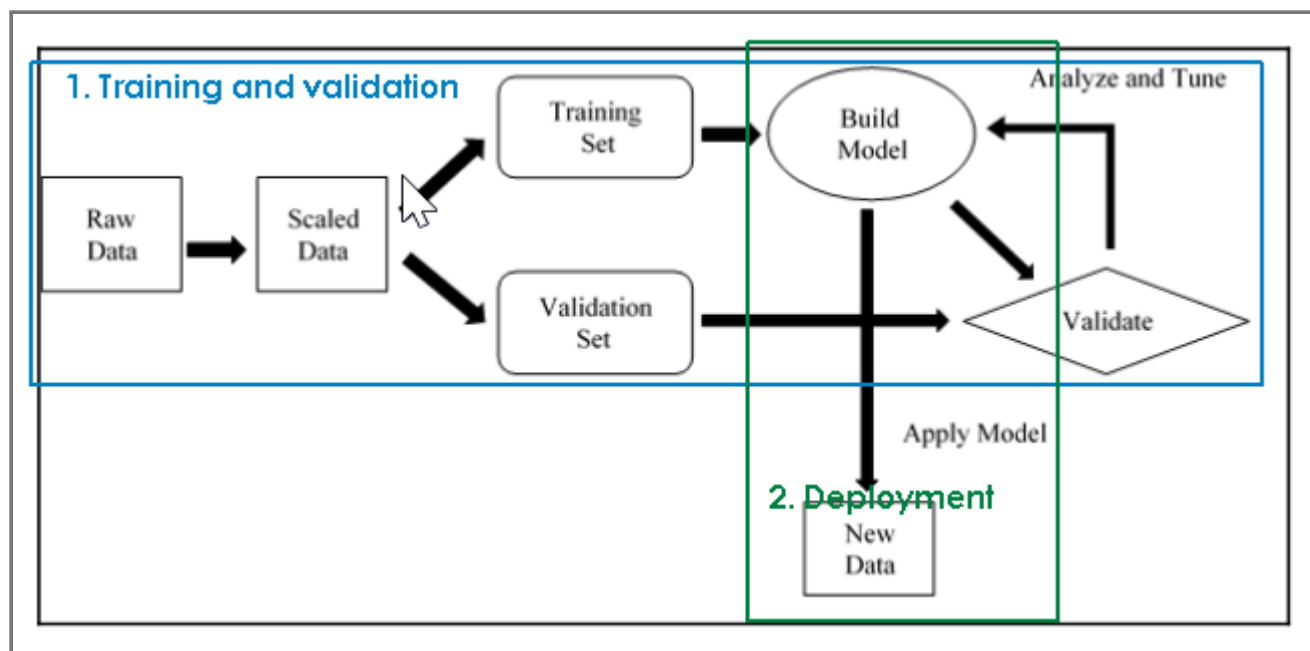 1. Training and validation
Analyze and Tune
Training
Set
Build
Model
Raw
Data
Scaled
Data
Validation
Set
Validate
Apply Model
2. Deployment
New
Data